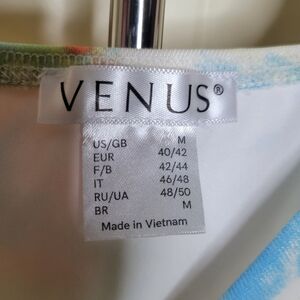 VENUS®
US/GB M
EUR 40/42
F/B 42/44
IT 46/48
RU/UA 48/50
BR M
Made in Vietnam